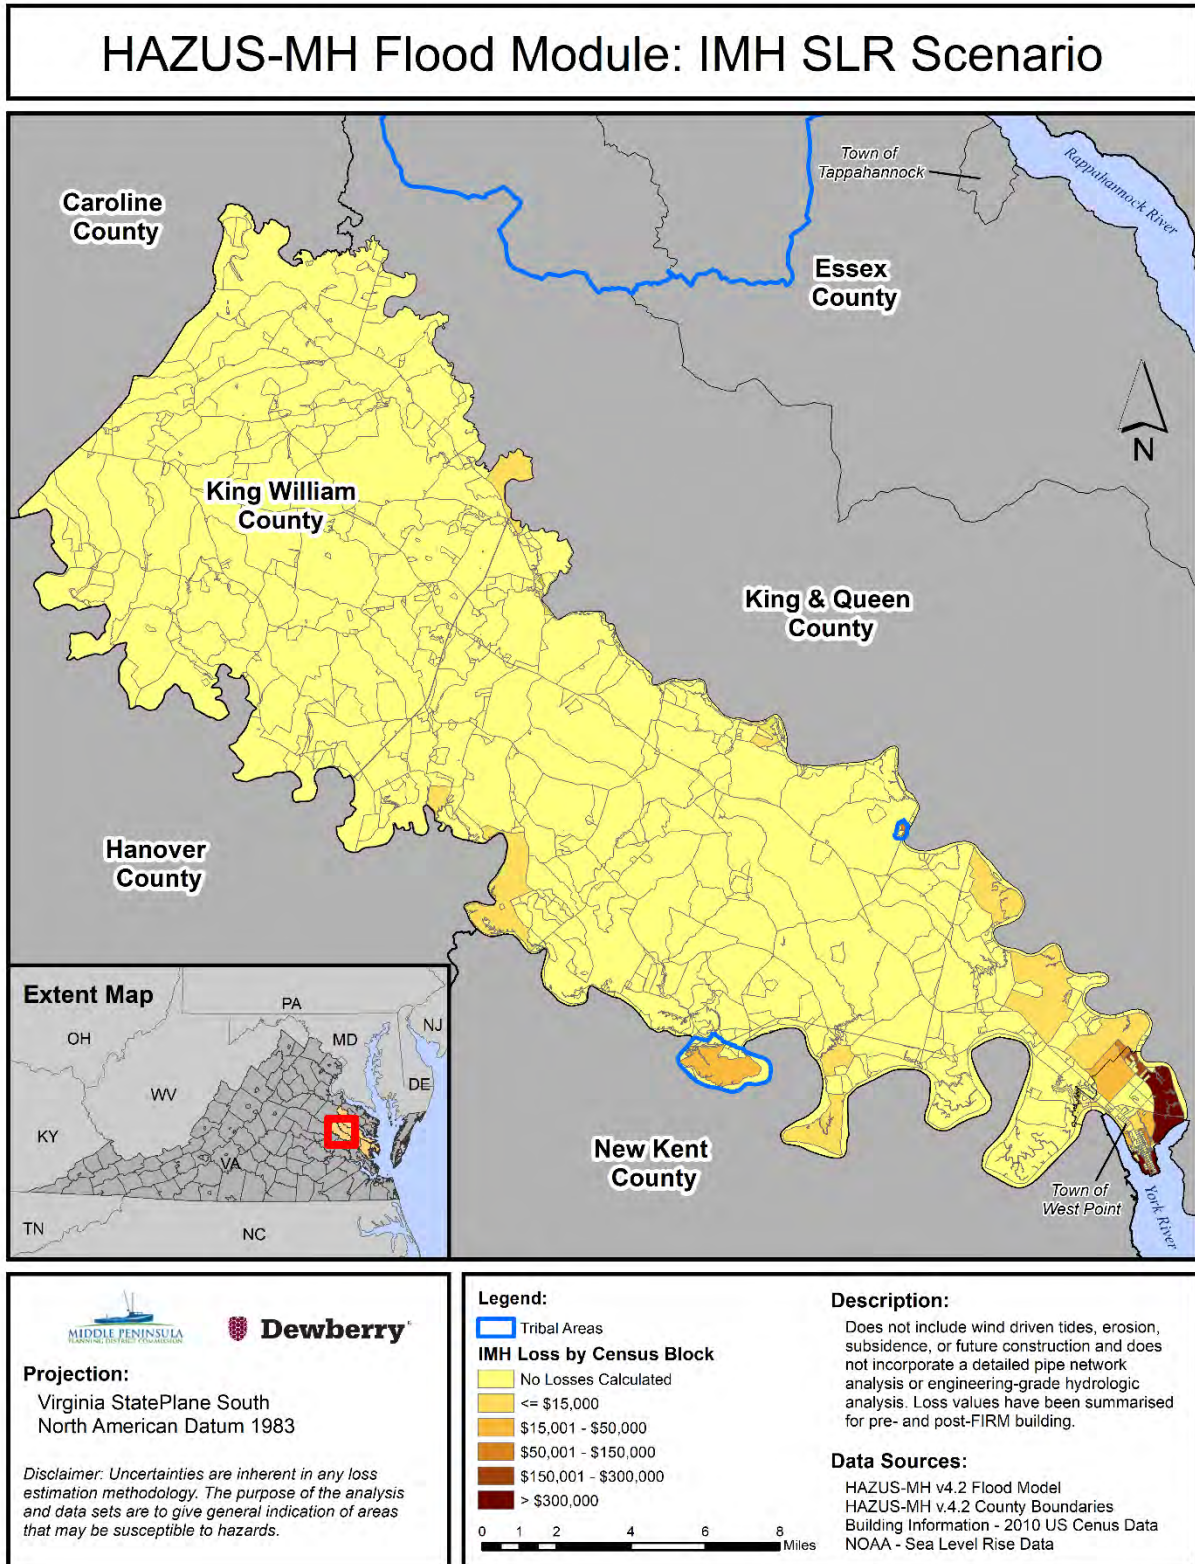 HAZUS-MH Flood Module: IMH SLR Scenario
Caroline
County
Town of
Tappahannock
Rappahannock River
Essex
County
N
King William
County
King & Queen
County
Hanover
County
New Kent
County
Town of
West Point
York River
Extent Map
PA
OH
NJ
MD
WV
DE
KY
VA
TN
NC
MIDDLE PENINSULA
PLANNING DISTRICT COMMISSION
Dewberry
Projection:
Virginia StatePlane South
North American Datum 1983
Disclaimer: Uncertainties are inherent in any loss
estimation methodology. The purpose of the analysis
and data sets are to give general indication of areas
that may be susceptible to hazards.
Legend:
Tribal Areas
IMH Loss by Census Block
No Losses Calculated
<= $15,000
$15,001 - $50,000
$50,001 - $150,000
$150,001 - $300,000
> $300,000
0 1 2 4 6 8
Miles
Description:
Does not include wind driven tides, erosion,
subsidence, or future construction and does
not incorporate a detailed pipe network
analysis or engineering-grade hydrologic
analysis. Loss values have been summarised
for pre- and post-FIRM building.
Data Sources:
HAZUS-MH v4.2 Flood Model
HAZUS-MH v.4.2 County Boundaries
Building Information - 2010 US Cenus Data
NOAA - Sea Level Rise Data